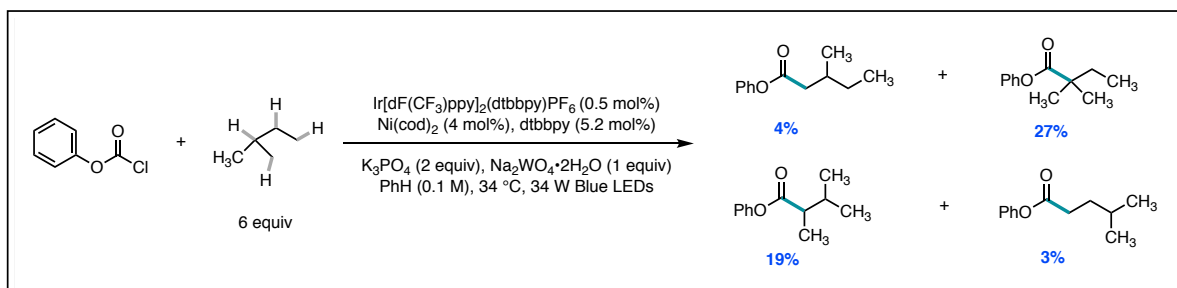 O
O
Cl
+
H
H
H
H₃C
H
6 equiv
Ir[dF(CF₃)ppy]₂(dtbbpy)PF₆ (0.5 mol%)
Ni(cod)₂ (4 mol%), dtbbpy (5.2 mol%)
K₃PO₄ (2 equiv), Na₂WO₄•2H₂O (1 equiv)
PhH (0.1 M), 34 °C, 34 W Blue LEDs
O
CH₃
PhO
CH₃
4%
+
O
PhO
CH₃
H₃C
CH₃
27%
O
CH₃
PhO
CH₃
CH₃
19%
+
O
PhO
CH₃
CH₃
3%